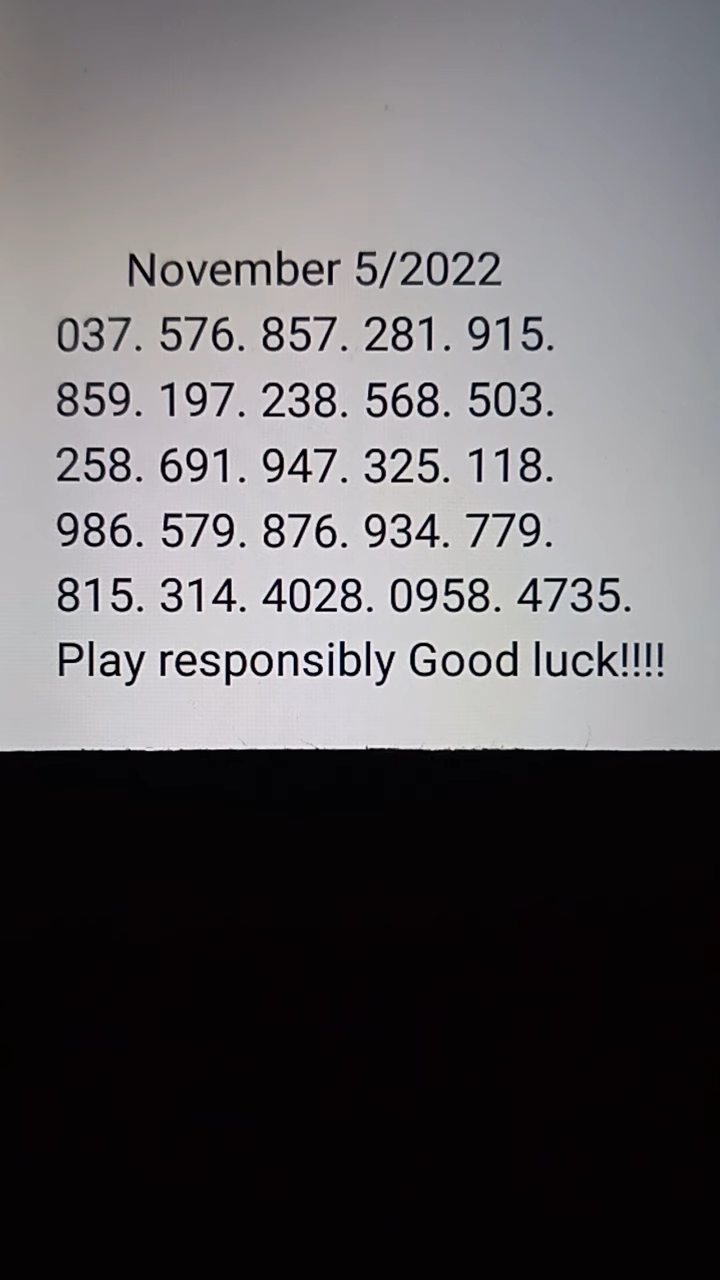 November 5/2022
037. 576. 857. 281. 915.
859. 197. 238. 568. 503.
258. 691. 947. 325. 118.
986. 579. 876. 934. 779.
815. 314. 4028. 0958. 4735.
Play responsibly Good luck!!!!